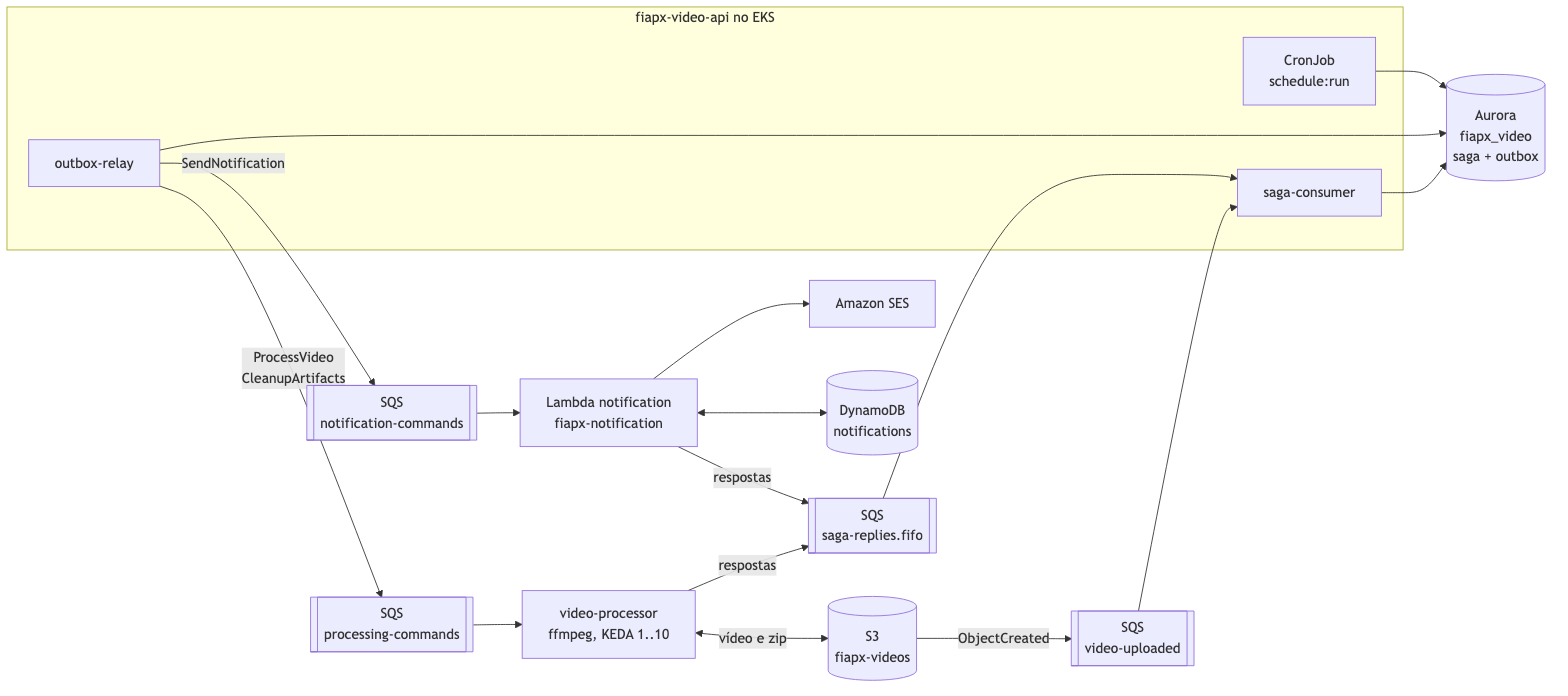 fiapx-video-api no EKS
CronJob
schedule:run
Aurora
fiapx_video
saga + outbox
outbox-relay
SendNotification
saga-consumer
Amazon SES
ProcessVideo
CleanupArtifacts
SQS
notification-commands
Lambda notification
fiapx-notification
DynamoDB
notifications
respostas
SQS
saga-replies.fifo
respostas
SQS
processing-commands
video-processor
ffmpeg, KEDA 1..10
vídeo e zip
S3
fiapx-videos
ObjectCreated
SQS
video-uploaded